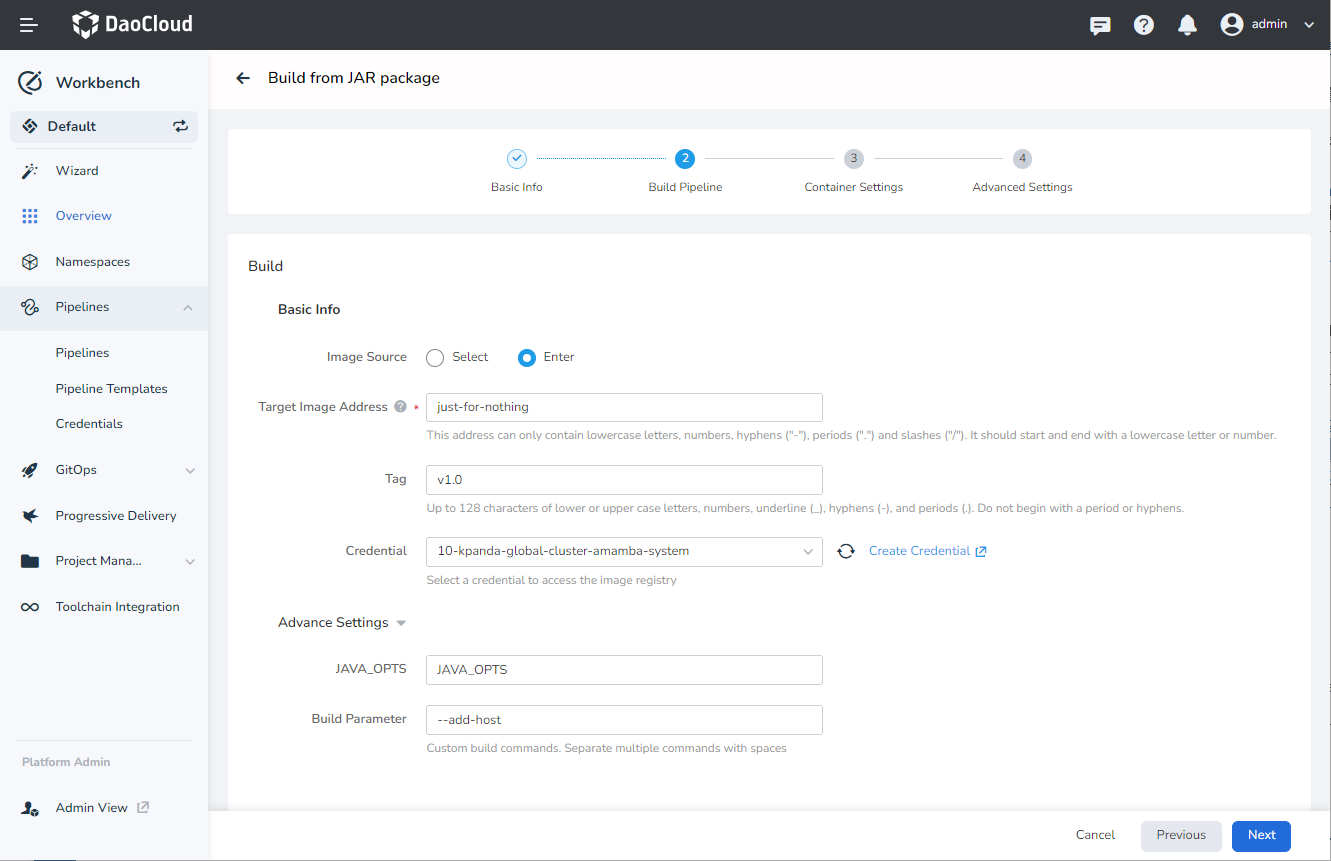 DaoCloud
admin
Workbench
Default
Wizard
Overview
Namespaces
Pipelines
Pipelines
Pipeline Templates
Credentials
GitOps
Progressive Delivery
Project Mana...
Toolchain Integration
Platform Admin
Admin View
Build from JAR package
2 3 4
Basic Info Build Pipeline Container Settings Advanced Settings
Build
Basic Info
Image Source Select Enter
Target Image Address ? * just-for-nothing
This address can only contain lowercase letters, numbers, hyphens ("-"), periods (".") and slashes ("/"). It should start and end with a lowercase letter or number.
Tag v1.0
Up to 128 characters of lower or upper case letters, numbers, underline (_), hyphens (-), and periods (.). Do not begin with a period or hyphens.
Credential 10-kpanda-global-cluster-amamba-system Create Credential
Select a credential to access the image registry
Advance Settings
JAVA_OPTS JAVA_OPTS
Build Parameter --add-host
Custom build commands. Separate multiple commands with spaces
Cancel Previous Next